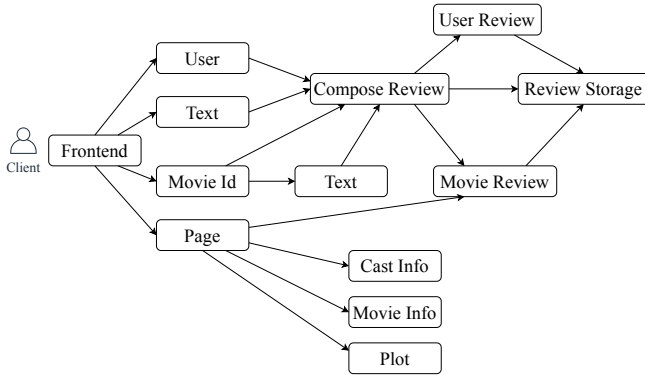 User Review
User
Compose Review
Review Storage
Text
Client
Frontend
Movie Id
Text
Movie Review
Page
Cast Info
Movie Info
Plot